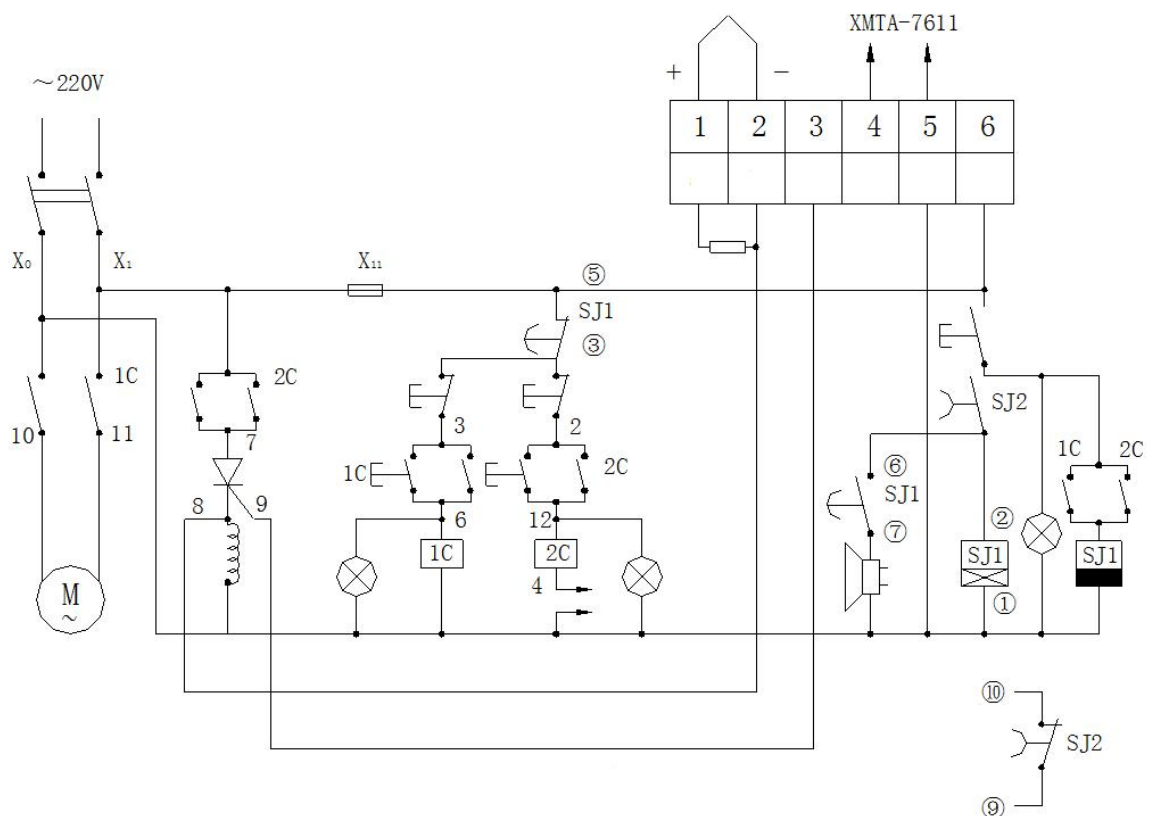 XMTA-7611
～220V
+ －
1 2 3 4 5 6
X₀ X₁ X₁₁ ⑤
SJ1
③
1C 2C
SJ2
10 11 7 3 2
1C 2C
1C 2C
⑥
SJ1
8 9 6 12 ⑦ ②
1C 2C SJ1 SJ1
4 ①
M
～
⑩
SJ2
⑨